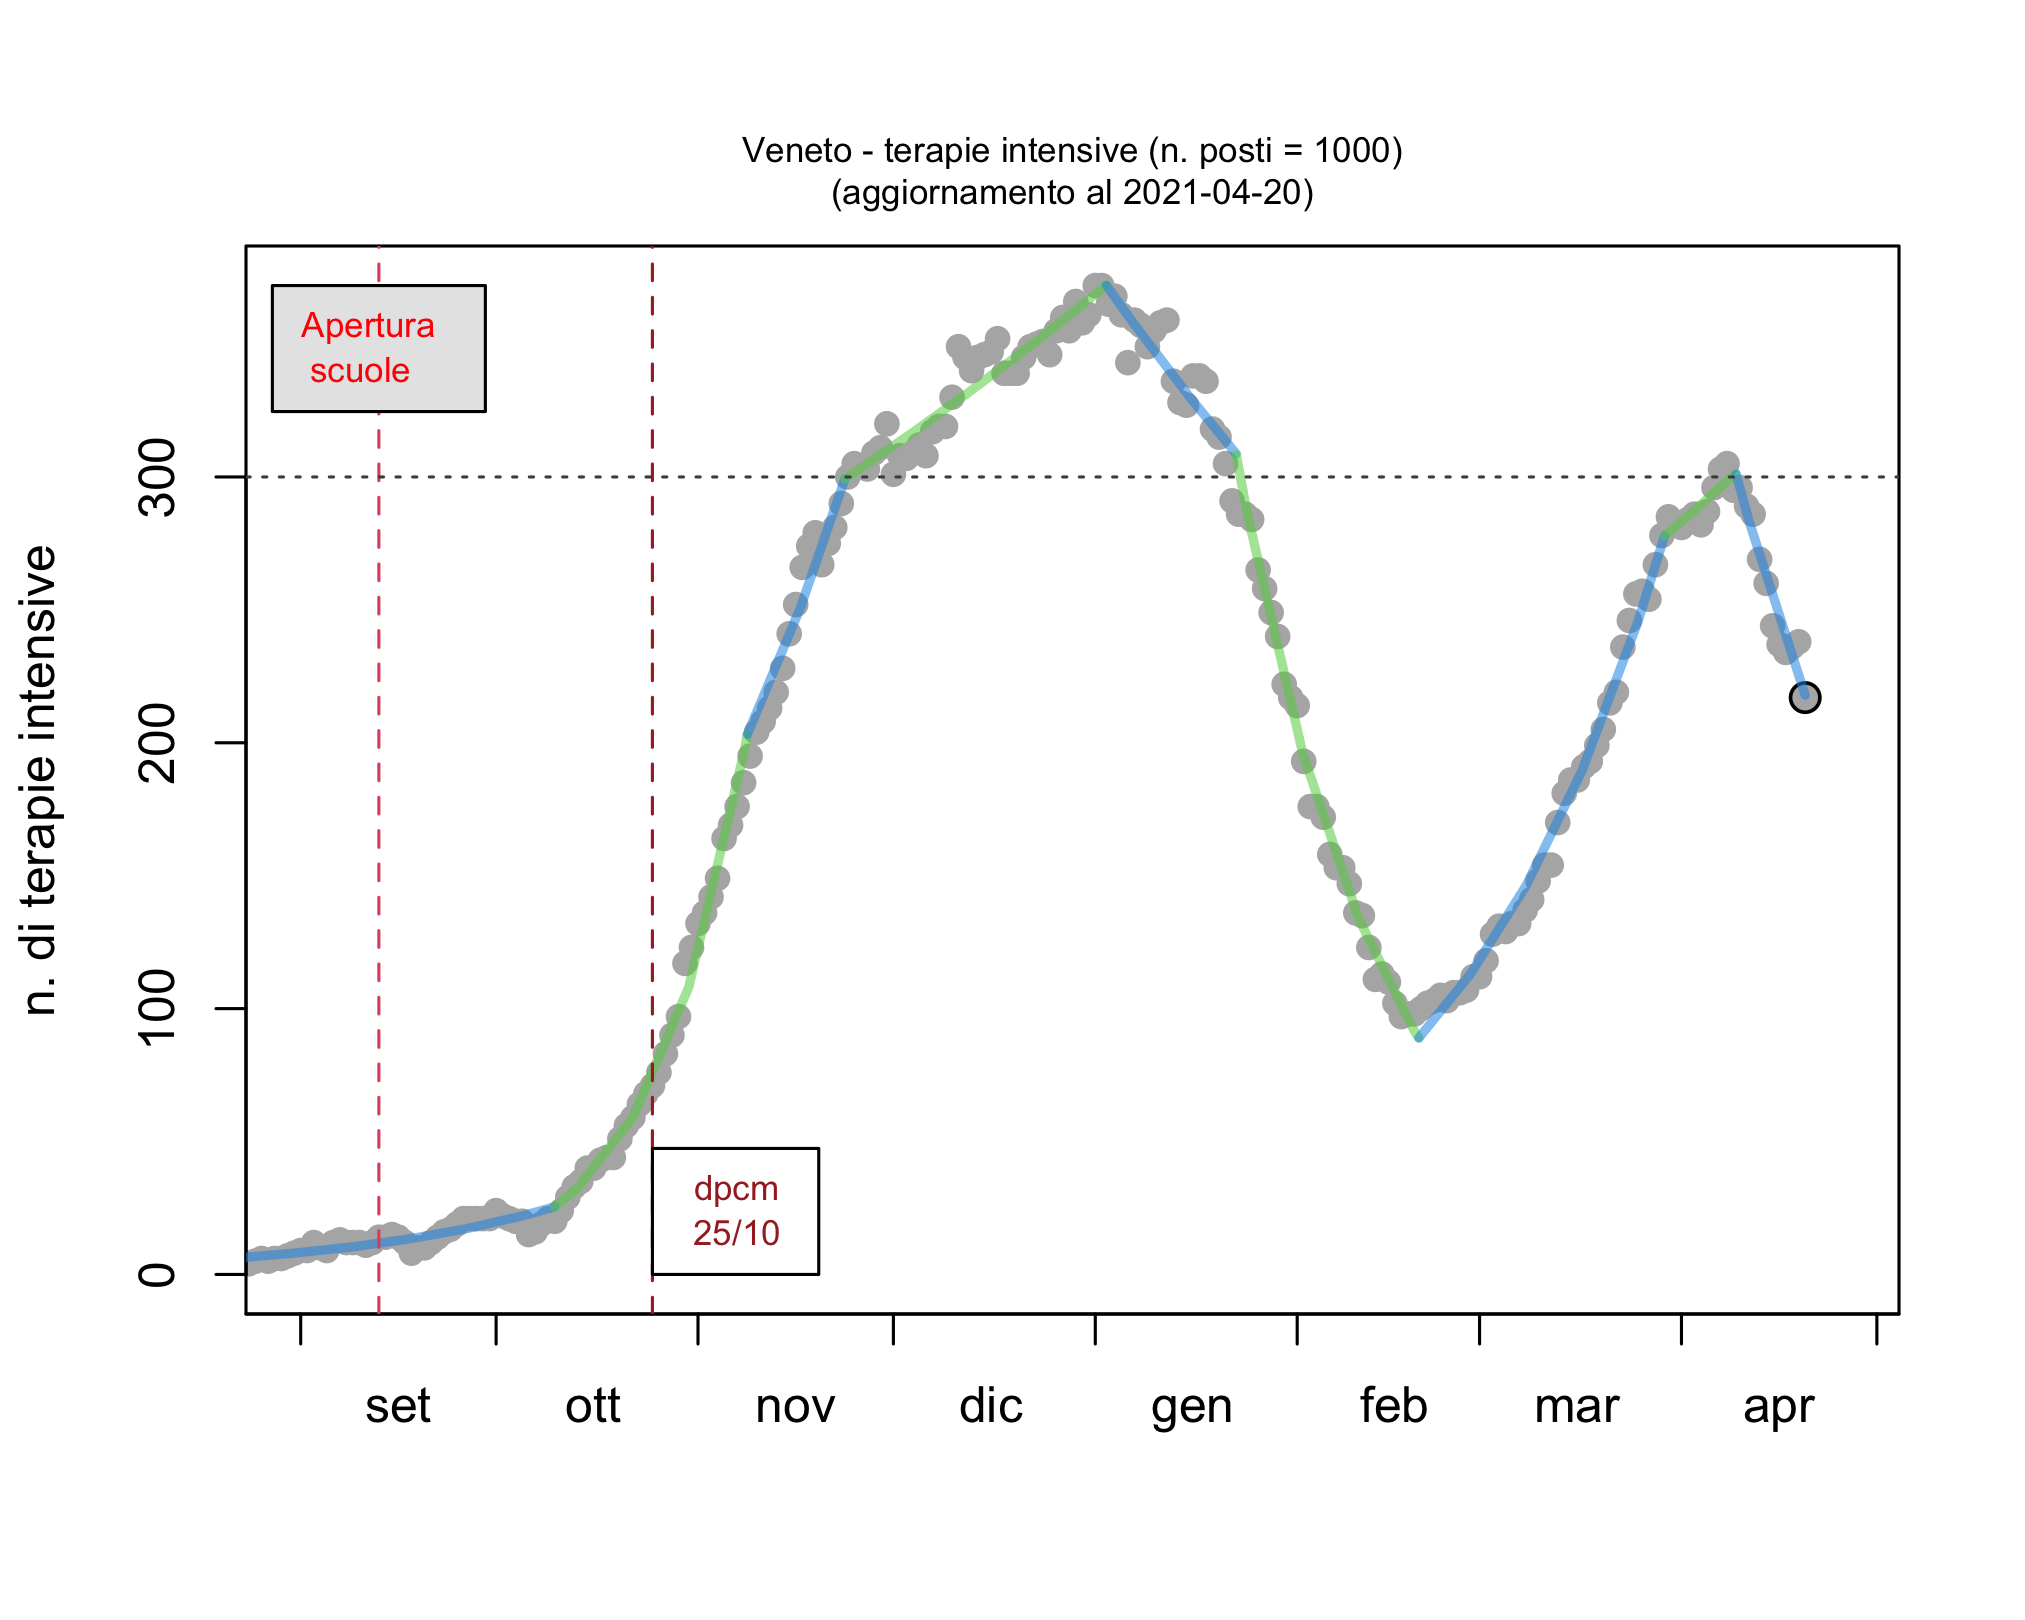 Veneto - terapie intensive (n. posti = 1000)
(aggiornamento al 2021-04-20)
Apertura
scuole
n. di terapie intensive
300
200
100
0
dpcm
25/10
set ott nov dic gen feb mar apr